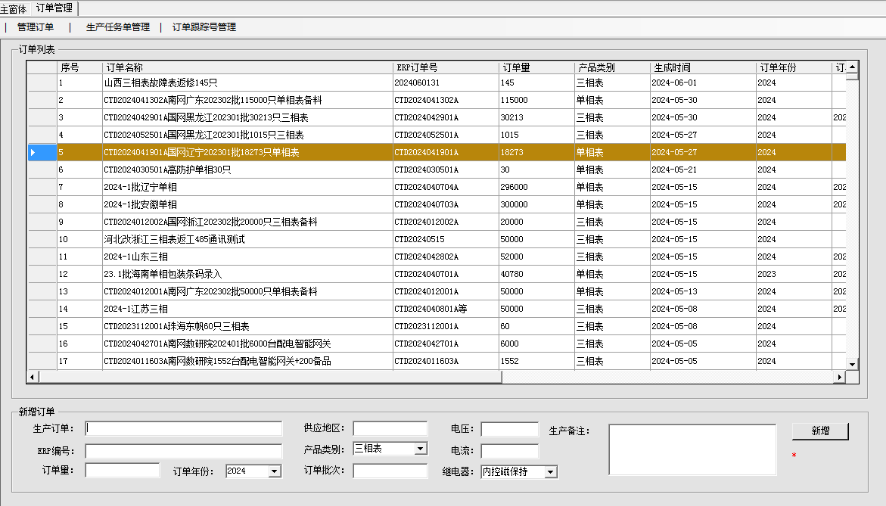 主窗体 订单管理
管理订单 生产任务单管理 订单跟踪号管理
订单列表
序号 订单名称 ERP订单号 订单量 产品类别 生成时间 订单年份
1 山西三相表故障表返修145只 2024060131 145 三相表 2024-06-01 2024
2 CTD2024041302A南网广东202302批115000只单相表备料 CTD2024041302A 115000 单相表 2024-05-30 2024
3 CTD2024042901A国网黑龙江202301批30213只三相表 CTD2024042901A 30213 三相表 2024-05-30 2024 202
4 CTD2024052501A国网黑龙江202301批1015只三相表 CTD2024052501A 1015 三相表 2024-05-27 2024
5 CTD2024041901A国网辽宁202301批18273只单相表 CTD2024041901A 18273 单相表 2024-05-27 2024
6 CTD2024030501A高防护单相30只 CTD2024030501A 30 单相表 2024-05-21 2024
7 2024-1批辽宁单相 CTD2024040704A 296000 单相表 2024-05-15 2024 202
8 2024-1批安徽单相 CTD2024040703A 300000 单相表 2024-05-15 2024 202
9 CTD2024012002A国网浙江202302批20000只三相表备料 CTD2024012002A 20000 三相表 2024-05-15 2024
10 河北改浙江三相表返工485通讯测试 CTD20240515 50000 三相表 2024-05-15 2024
11 2024-1山东三相 CTD2024042802A 52000 三相表 2024-05-15 2024 202
12 23.1批海南单相包装条码录入 CTD2024040701A 40780 单相表 2024-05-15 2023 202
13 CTD2024012001A南网广东202302批50000只单相表备料 CTD2024012001A 50000 单相表 2024-05-13 2024 202
14 2024-1江苏三相 CTD2024040801A等 50000 三相表 2024-05-08 2024 202
15 CTD2023112001A珠海东帆60只三相表 CTD2023112001A 60 三相表 2024-05-08 2024
16 CTD2024042701A南网数研院202401批6000台配电智能网关 CTD2024042701A 6000 三相表 2024-05-05 2024
17 CTD2024011603A南网数研院1552台配电智能网关+200备品 CTD2024011603A 1552 三相表 2024-05-05 2024
新增订单
生产订单: 供应地区: 电压: 生产备注: 新增
ERP编号: 产品类别: 三相表 电流: *
订单量: 订单年份: 2024 订单批次: 继电器: 内控磁保持